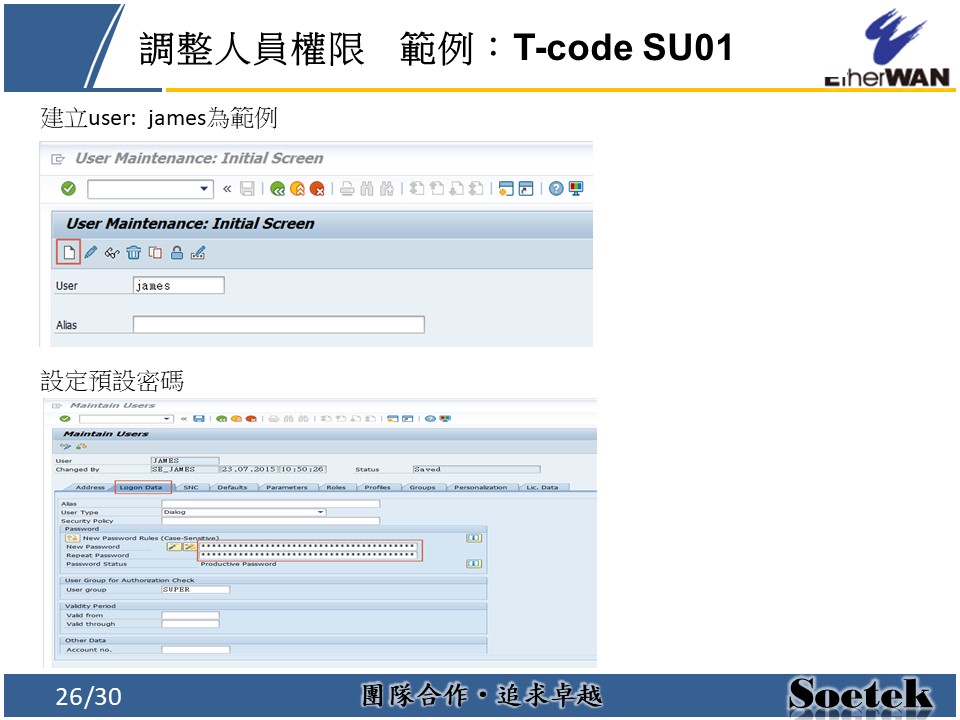 調整人員權限 範例：T-code SU01
EtherWAN
建立user: james為範例
User Maintenance: Initial Screen
User Maintenance: Initial Screen
User james
Alias
設定預設密碼
Maintain Users
Maintain Users
User JAMES
Changed By SE_JAMES 23.07.2015 10:50:26 Status Saved
Address Logon Data SNC Defaults Parameters Roles Profiles Groups Personalization Lic. Data
Alias
User Type Dialog
Security Policy
Password
New Password Rules (Case-Sensitive)
New Password ****************************************
Repeat Password ****************************************
Password Status Productive Password
User Group for Authorization Check
User group SUPER
Validity Period
Valid from
Valid through
Other Data
Account no.
26/30 團隊合作・追求卓越 Soetek